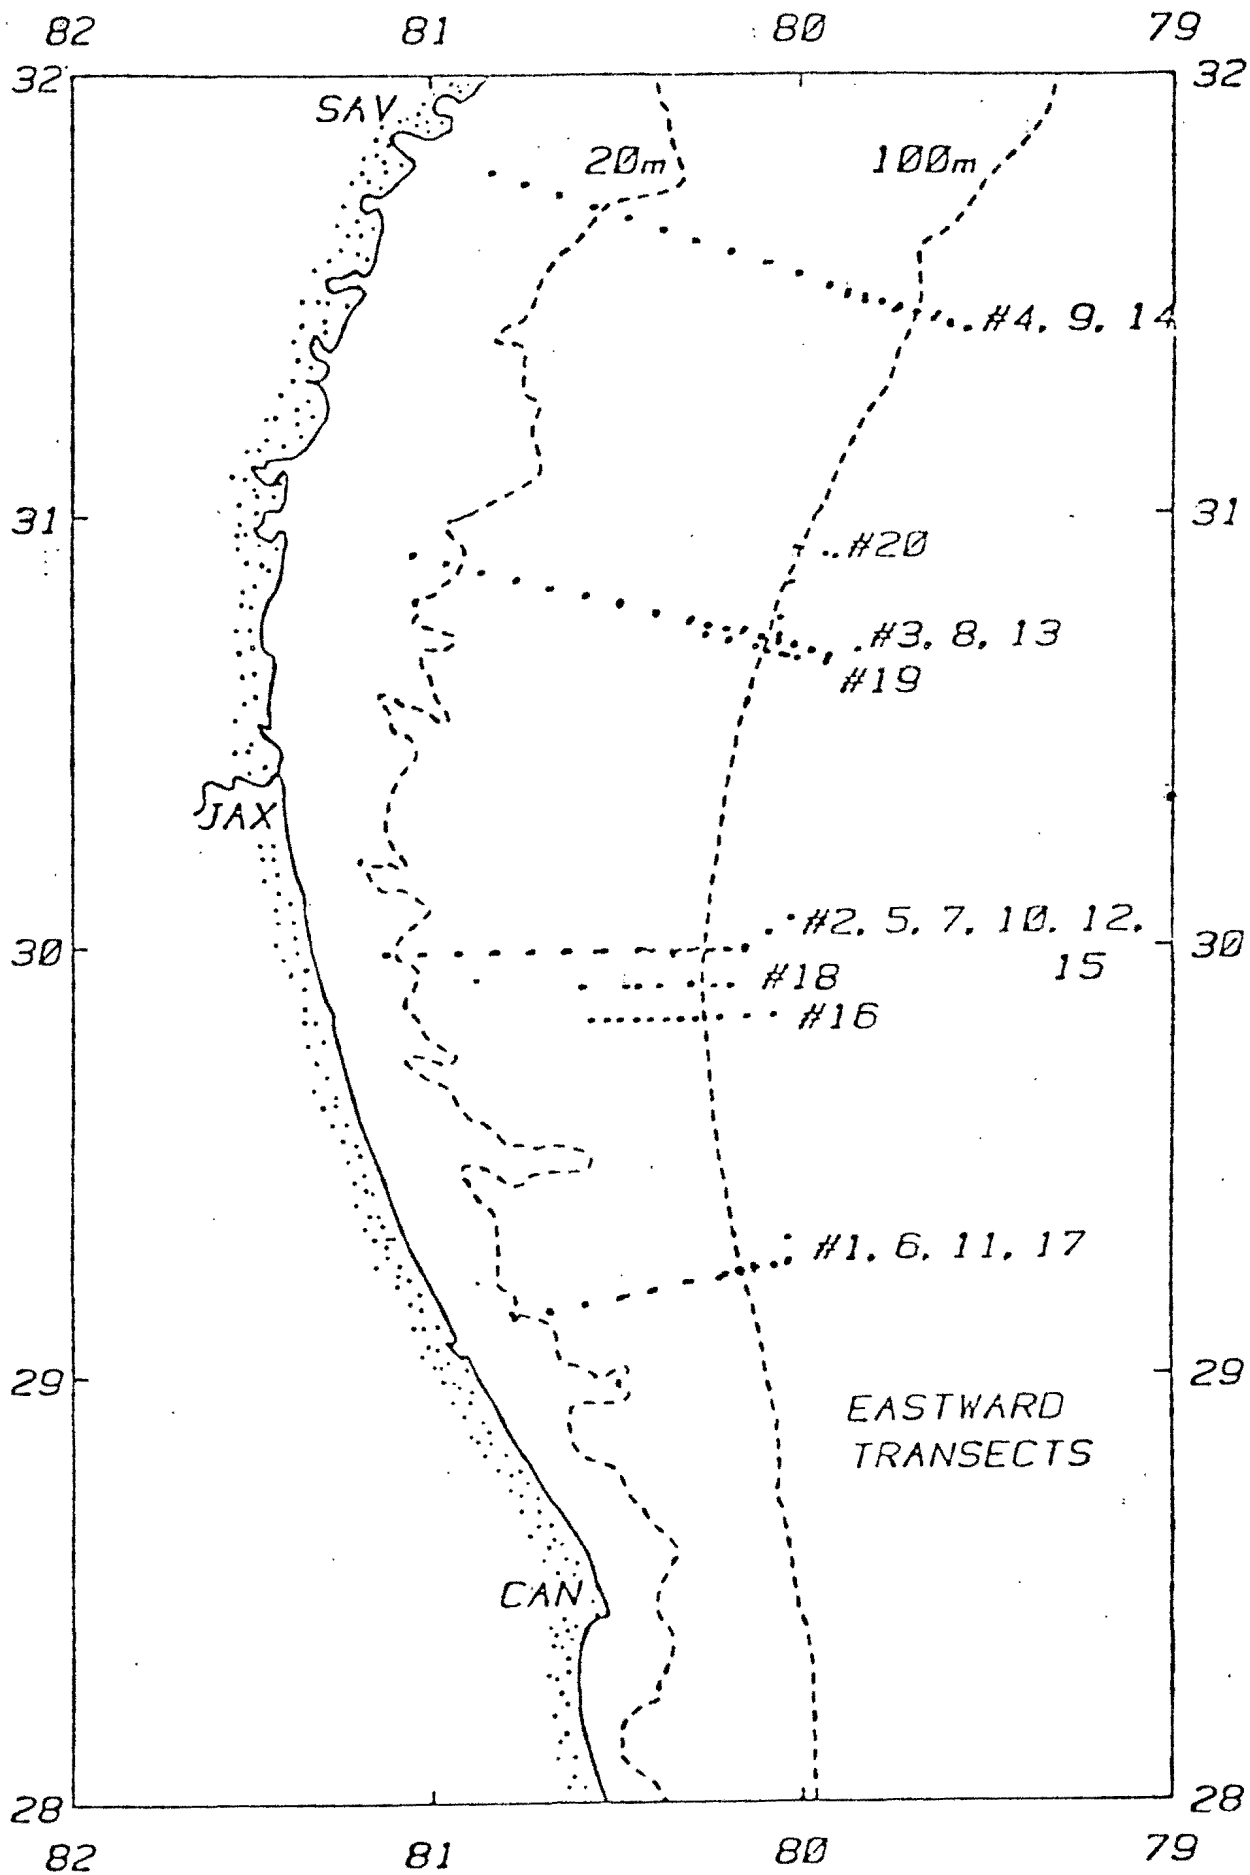 82 81 80 79
32 32
SAV
20m 100m
#4, 9, 14
31 31
#20
#3, 8, 13
#19
JAX
#2, 5, 7, 10, 12,
30 30
15
#18
#16
#1, 6, 11, 17
29 29
EASTWARD
TRANSECTS
CAN
28 28
82 81 80 79